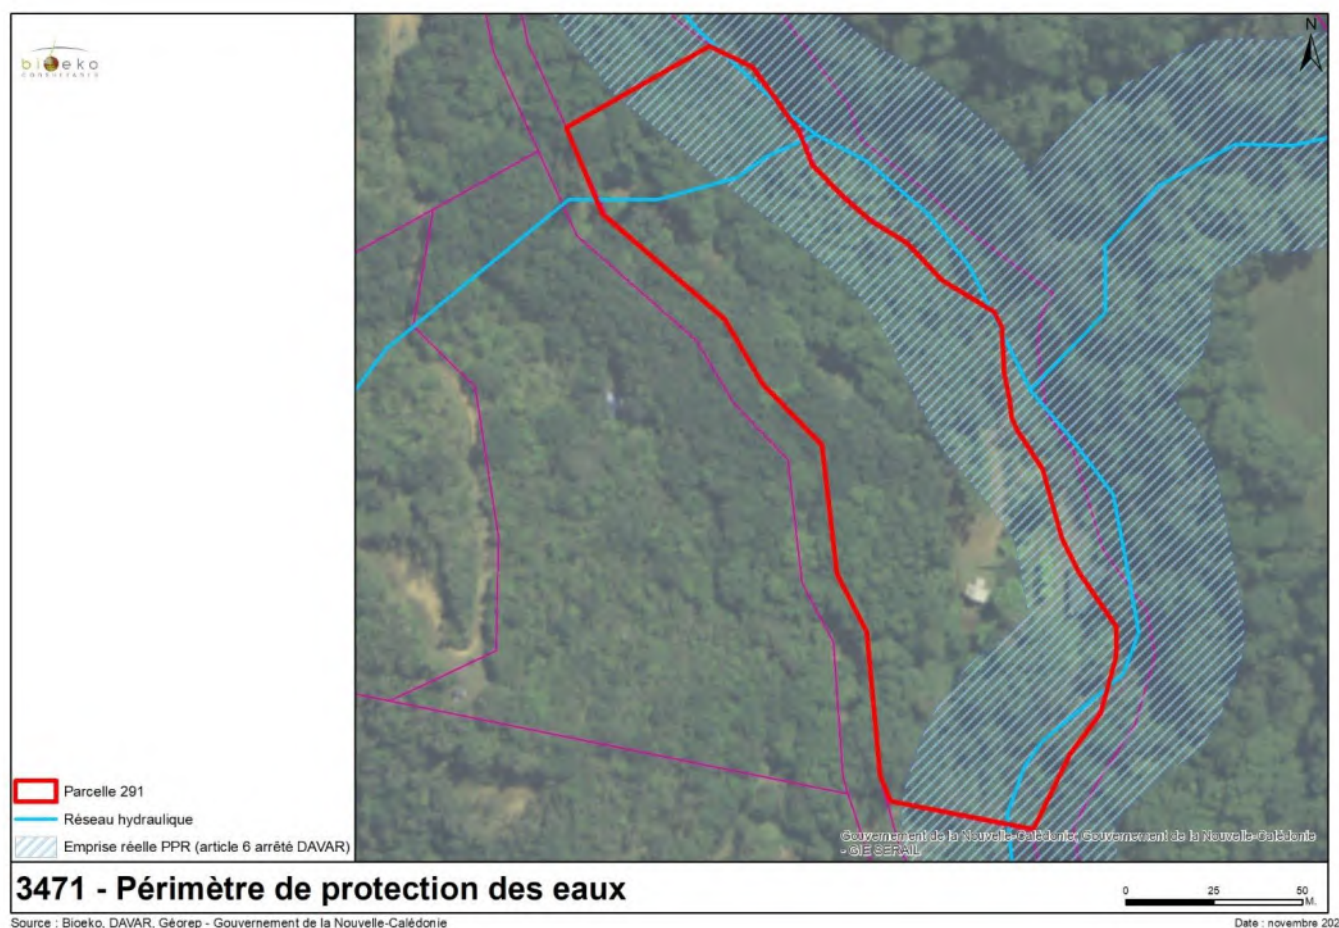 bioeko
CONSULTANTS
N
Parcelle 291
Réseau hydraulique
Emprise réelle PPR (article 6 arrêté DAVAR)
Gouvernement de la Nouvelle-Calédonie, Gouvernement de la Nouvelle-Calédonie
- GIE SERAIL
3471 - Périmètre de protection des eaux
0 25 50
M.
Source : Bioeko, DAVAR, Géorep - Gouvernement de la Nouvelle-Calédonie
Date : novembre 202